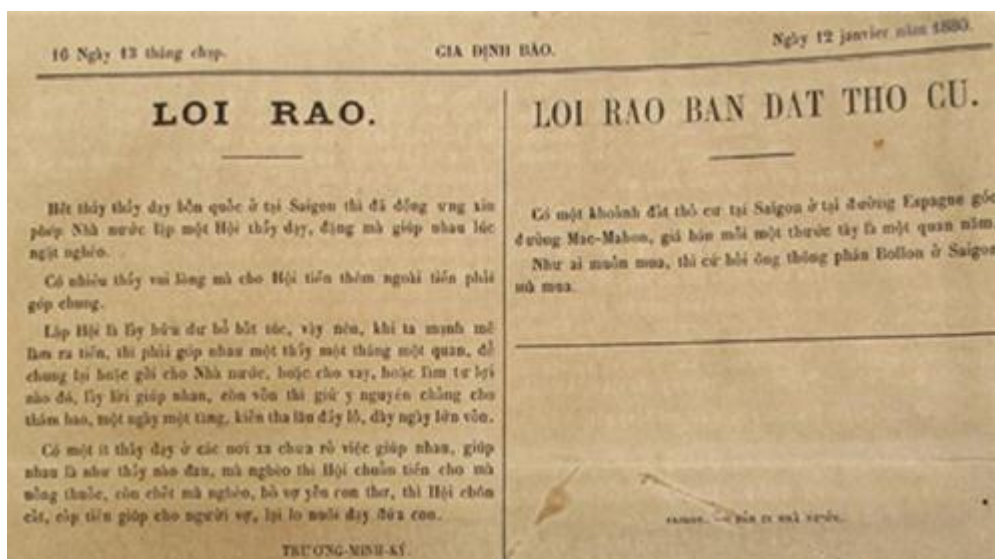 16 Ngày 13 tháng chạp.
GIA ĐỊNH BÁO.
Ngày 12 janvier năm 1880.
LOI RAO.
Hết thảy thầy dạy bổn quốc ở tại Saigon thì đã đồng ưng xin
phép Nhà nước lập một Hội thầy dạy, đặng mà giúp nhau lúc
ngặt nghèo.
Có nhiều thầy vui lòng mà cho Hội tiền thêm ngoài tiền phải
góp chung.
Lập Hội là lấy hữu dư bổ bất túc, vậy nên, khi ta mạnh mẽ
làm ra tiền, thì phải góp nhau một thầy một tháng một quan, để
chung lại hoặc gởi cho Nhà nước, hoặc cho vay, hoặc làm tư lợi
nào đó, lấy lời giúp nhau, còn vốn thì giữ y nguyên chẳng cho
thâm hao, một ngày một tăng, kiến tha lâu đầy lỗ, dày ngày lớn vốn.
Có một ít thầy dạy ở các nơi xa chưa rõ việc giúp nhau, giúp
nhau là như thầy nào đau, mà nghèo thì Hội chuẩn tiền cho mà
uống thuốc, còn chết mà nghèo, bỏ vợ yếu con thơ, thì Hội chôn
cất, cấp tiền giúp cho người vợ, lại lo nuôi dạy đứa con.
TRƯƠNG-MINH-KÝ.
LOI RAO BAN DAT THO CU.
Có một khoảnh đất thổ cư tại Saigon ở tại đường Espagne góc
đường Mac-Mahon, giá bán mỗi một thước tây là một quan năm.
Như ai muốn mua, thì cứ hỏi ông thông phán Bollon ở Saigon
mà mua.
SAIGON. BẢN IN NHÀ NƯỚC.